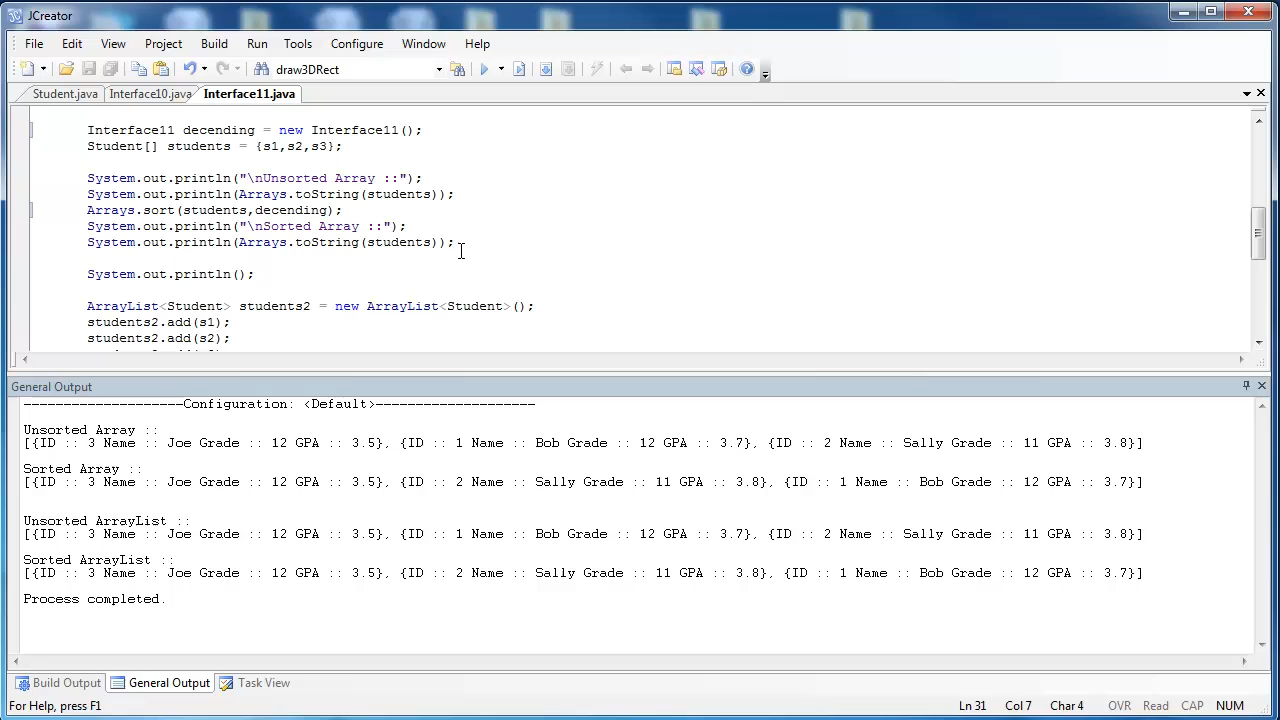 JCreator
File Edit View Project Build Run Tools Configure Window Help
draw3DRect
Student.java Interface10.java Interface11.java
Interface11 decending = new Interface11();
Student[] students = {s1,s2,s3};
System.out.println("\nUnsorted Array ::");
System.out.println(Arrays.toString(students));
Arrays.sort(students,decending);
System.out.println("\nSorted Array ::");
System.out.println(Arrays.toString(students));
System.out.println();
ArrayList<Student> students2 = new ArrayList<Student>();
students2.add(s1);
students2.add(s2);
General Output
--------------------Configuration: <Default>--------------------
Unsorted Array ::
[{ID :: 3 Name :: Joe Grade :: 12 GPA :: 3.5}, {ID :: 1 Name :: Bob Grade :: 12 GPA :: 3.7}, {ID :: 2 Name :: Sally Grade :: 11 GPA :: 3.8}]
Sorted Array ::
[{ID :: 3 Name :: Joe Grade :: 12 GPA :: 3.5}, {ID :: 2 Name :: Sally Grade :: 11 GPA :: 3.8}, {ID :: 1 Name :: Bob Grade :: 12 GPA :: 3.7}]
Unsorted ArrayList ::
[{ID :: 3 Name :: Joe Grade :: 12 GPA :: 3.5}, {ID :: 1 Name :: Bob Grade :: 12 GPA :: 3.7}, {ID :: 2 Name :: Sally Grade :: 11 GPA :: 3.8}]
Sorted ArrayList ::
[{ID :: 3 Name :: Joe Grade :: 12 GPA :: 3.5}, {ID :: 2 Name :: Sally Grade :: 11 GPA :: 3.8}, {ID :: 1 Name :: Bob Grade :: 12 GPA :: 3.7}]
Process completed.
Build Output General Output Task View
For Help, press F1 Ln 31 Col 7 Char 4 OVR Read CAP NUM